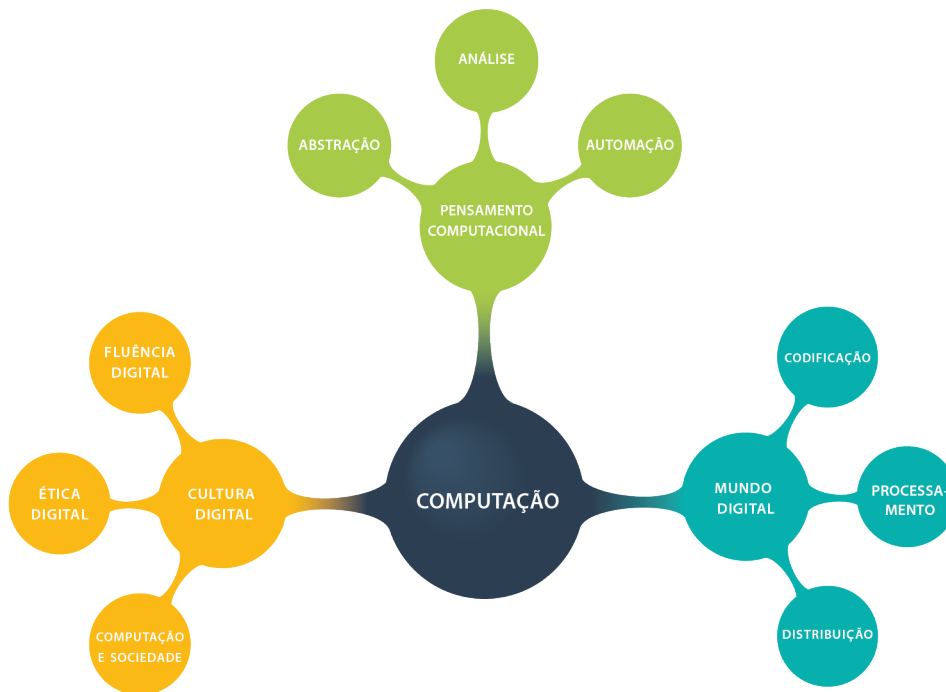 ANÁLISE
ABSTRAÇÃO
AUTOMAÇÃO
PENSAMENTO
COMPUTACIONAL
FLUÊNCIA
DIGITAL
CODIFICAÇÃO
ÉTICA
DIGITAL
CULTURA
DIGITAL
COMPUTAÇÃO
MUNDO
DIGITAL
PROCESSA-
MENTO
COMPUTAÇÃO
E SOCIEDADE
DISTRIBUIÇÃO